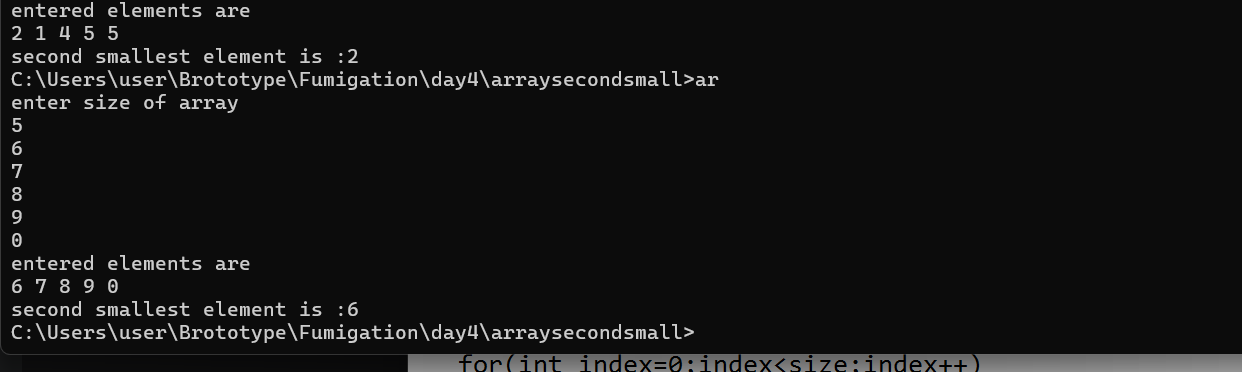 entered elements are
2 1 4 5 5
second smallest element is :2
C:\Users\user\Brototype\Fumigation\day4\arraysecondsmall>ar
enter size of array
5
6
7
8
9
0
entered elements are
6 7 8 9 0
second smallest element is :6
C:\Users\user\Brototype\Fumigation\day4\arraysecondsmall>
for(int index=0;index<size;index++)